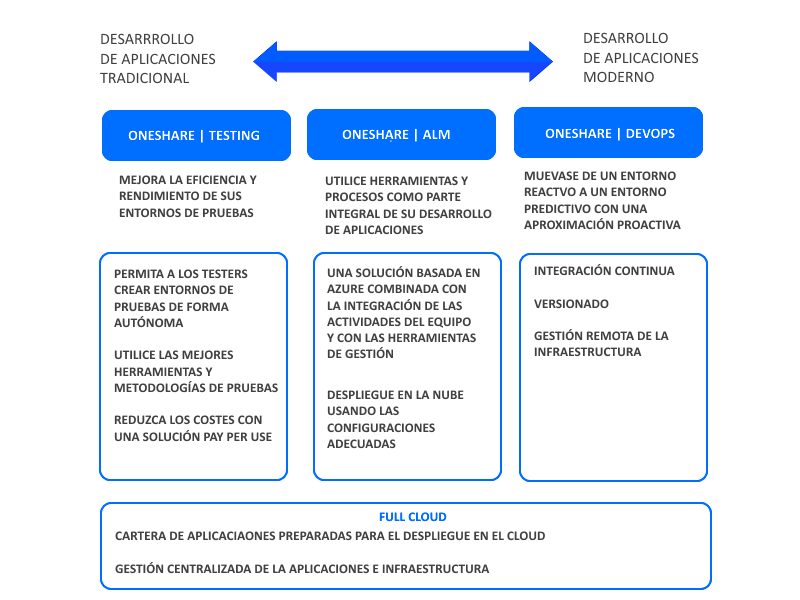 DESARRROLLO
DE APLICACIONES
TRADICIONAL
DESARROLLO
DE APLICACIONES
MODERNO
ONESHARE | TESTING
ONESHARE | ALM
ONESHARE | DEVOPS
MEJORA LA EFICIENCIA Y
RENDIMIENTO DE SUS
ENTORNOS DE PRUEBAS
UTILICE HERRAMIENTAS Y
PROCESOS COMO PARTE
INTEGRAL DE SU DESARROLLO
DE APLICACIONES
MUEVASE DE UN ENTORNO
REACTVO A UN ENTORNO
PREDICTIVO CON UNA
APROXIMACIÓN PROACTIVA
PERMITA A LOS TESTERS
CREAR ENTORNOS DE
PRUEBAS DE FORMA
AUTÓNOMA
UTILICE LAS MEJORES
HERRAMIENTAS Y
METODOLOGÍAS DE PRUEBAS
REDUZCA LOS COSTES CON
UNA SOLUCIÓN PAY PER USE
UNA SOLUCIÓN BASADA EN
AZURE COMBINADA CON
LA INTEGRACIÓN DE LAS
ACTIVIDADES DEL EQUIPO
Y CON LAS HERRAMIENTAS
DE GESTIÓN
DESPLIEGUE EN LA NUBE
USANDO LAS
CONFIGURACIONES
ADECUADAS
INTEGRACIÓN CONTINUA
VERSIONADO
GESTIÓN REMOTA DE LA
INFRAESTRUCTURA
FULL CLOUD
CARTERA DE APLICACIAONES PREPARADAS PARA EL DESPLIEGUE EN EL CLOUD
GESTIÓN CENTRALIZADA DE LA APLICACIONES E INFRAESTRUCTURA